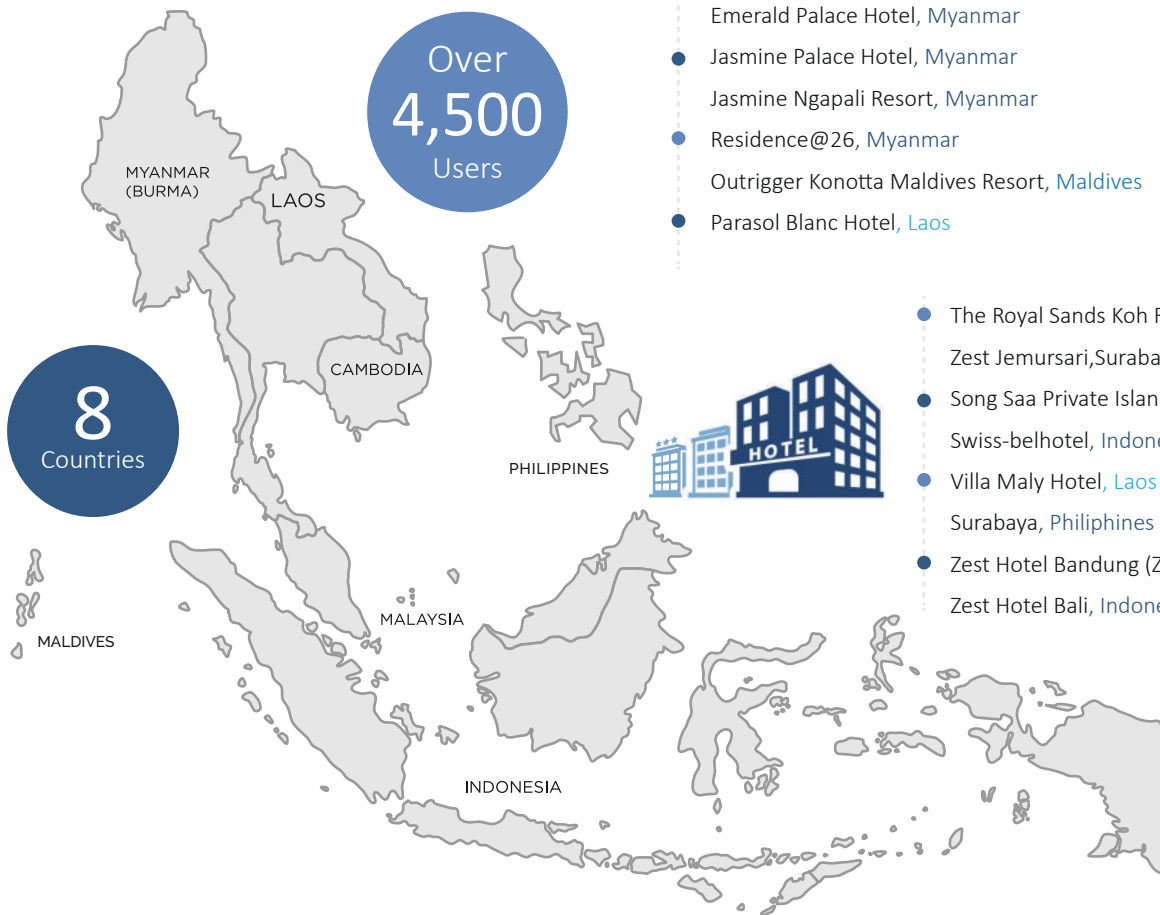 Emerald Palace Hotel, Myanmar
Jasmine Palace Hotel, Myanmar
Jasmine Ngapali Resort, Myanmar
Residence@26, Myanmar
Outrigger Konotta Maldives Resort, Maldives
Parasol Blanc Hotel, Laos
Over
4,500
Users
MYANMAR
(BURMA)
LAOS
CAMBODIA
PHILIPPINES
8
Countries
HOTEL
The Royal Sands Koh
Zest Jemursari,
Song Saa Private
Swiss-belhotel,
Villa Maly Hotel, Laos
Surabaya, Philiphines
Zest Hotel Bandung
Zest Hotel Bali,
MALDIVES
MALAYSIA
INDONESIA